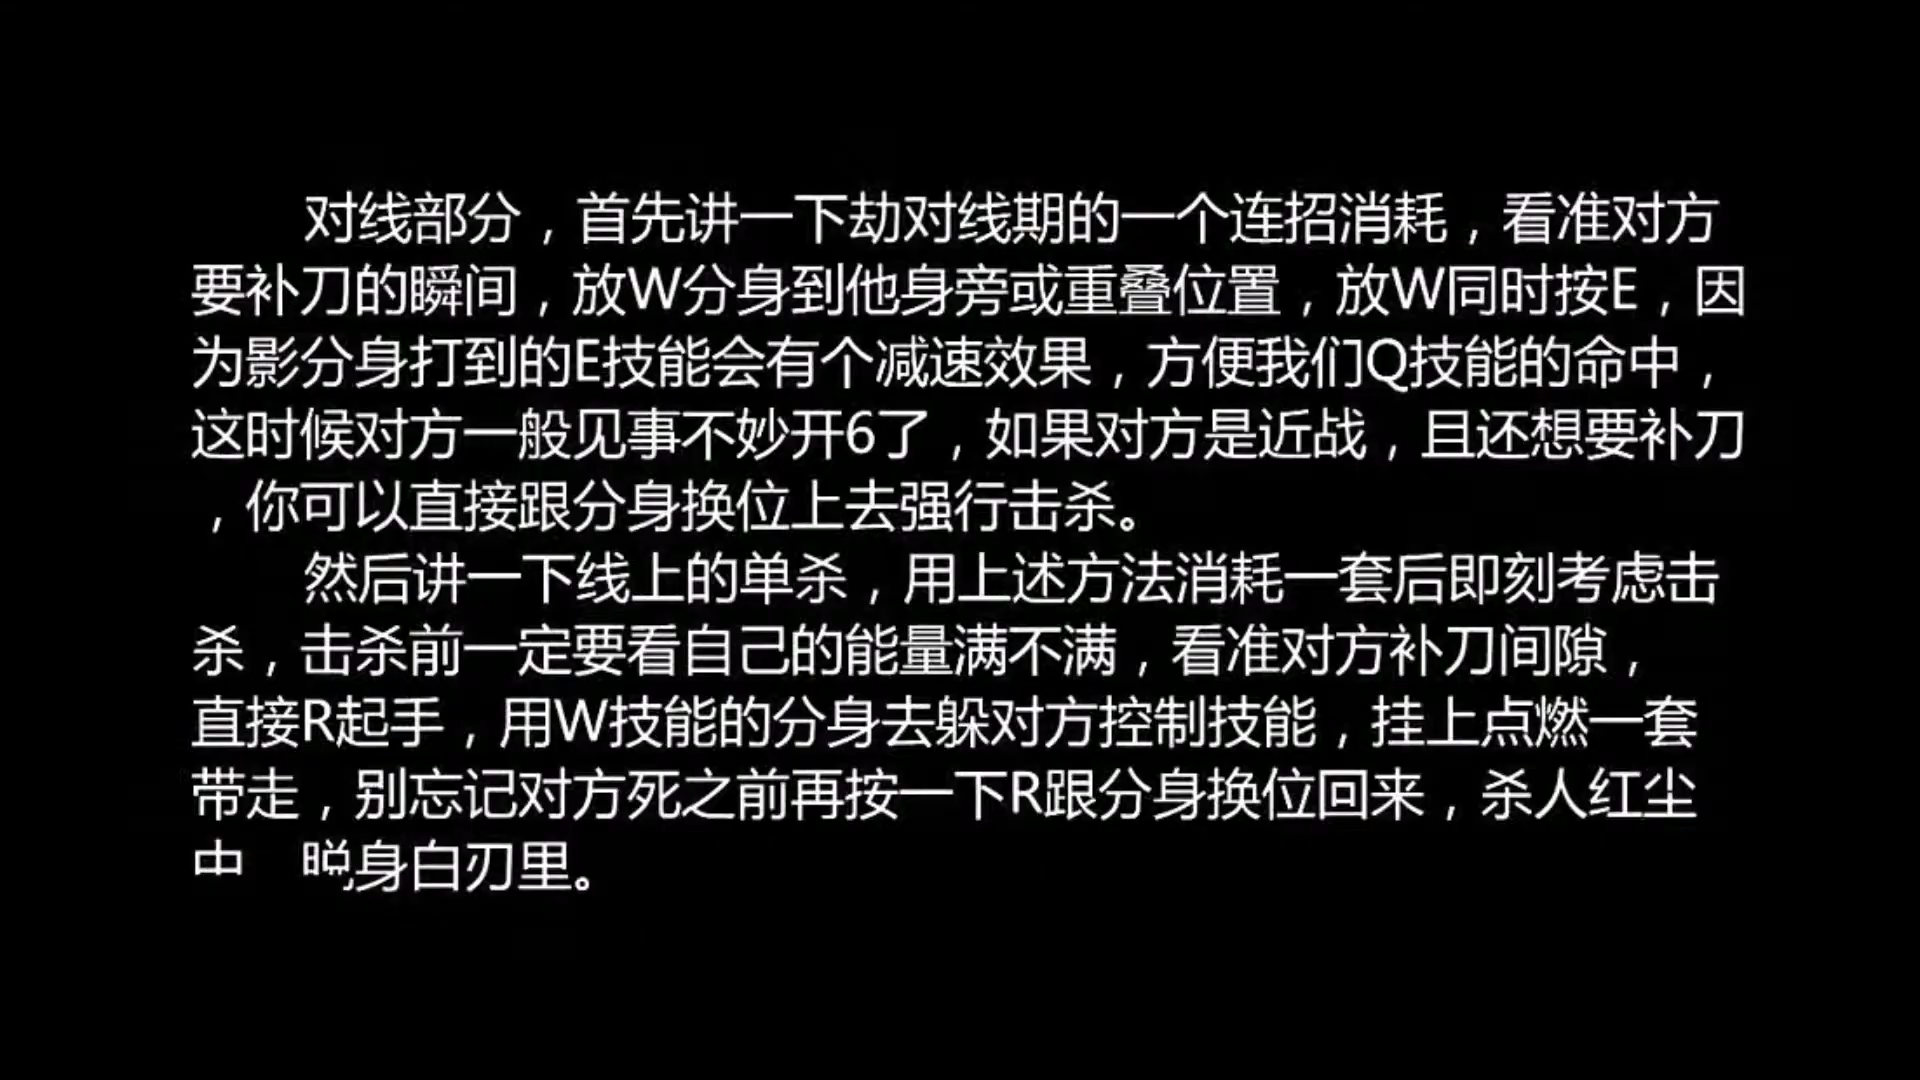 对线部分，首先讲一下劫对线期的一个连招消耗，看准对方
要补刀的瞬间，放W分身到他身旁或重叠位置，放W同时按E，因
为影分身打到的E技能会有个减速效果，方便我们Q技能的命中，
这时候对方一般见事不妙开6了，如果对方是近战，且还想要补刀
，你可以直接跟分身换位上去强行击杀。
然后讲一下线上的单杀，用上述方法消耗一套后即刻考虑击
杀，击杀前一定要看自己的能量满不满，看准对方补刀间隙，
直接R起手，用W技能的分身去躲对方控制技能，挂上点燃一套
带走，别忘记对方死之前再按一下R跟分身换位回来，杀人红尘
中 脱身白刃里。